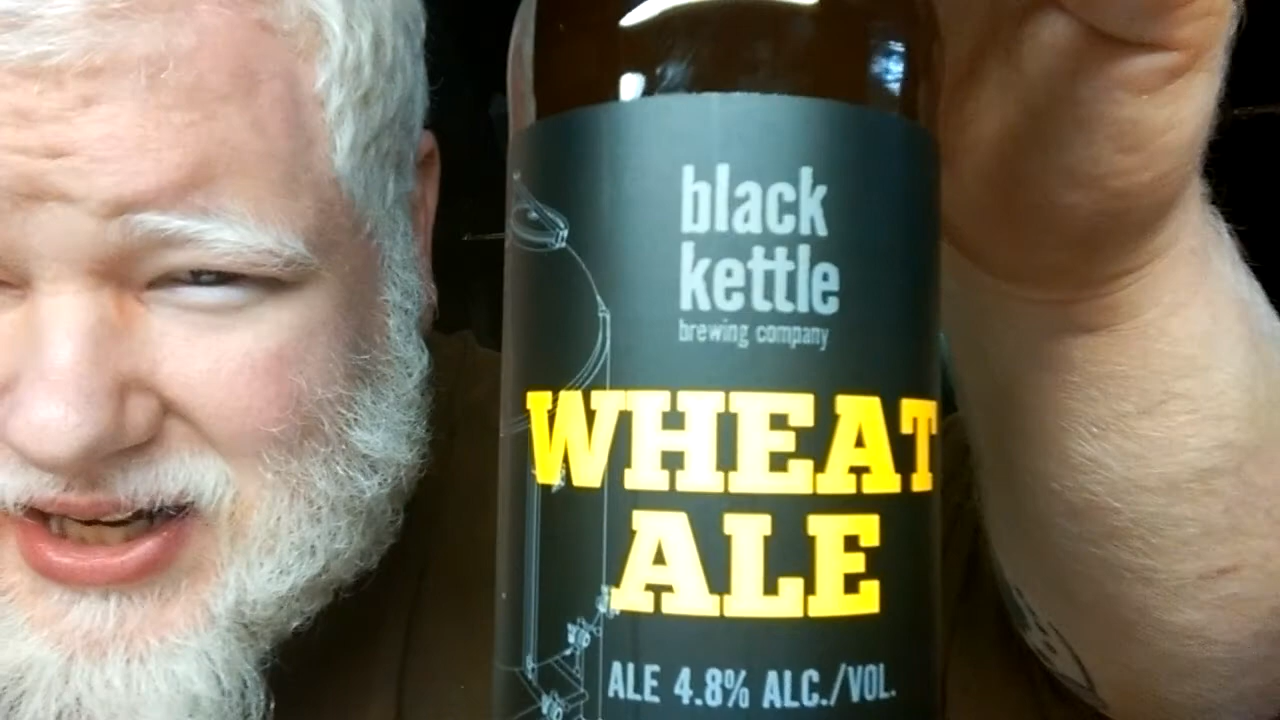 black
kettle
brewing company
WHEAT
ALE
ALE 4.8% ALC./VOL.